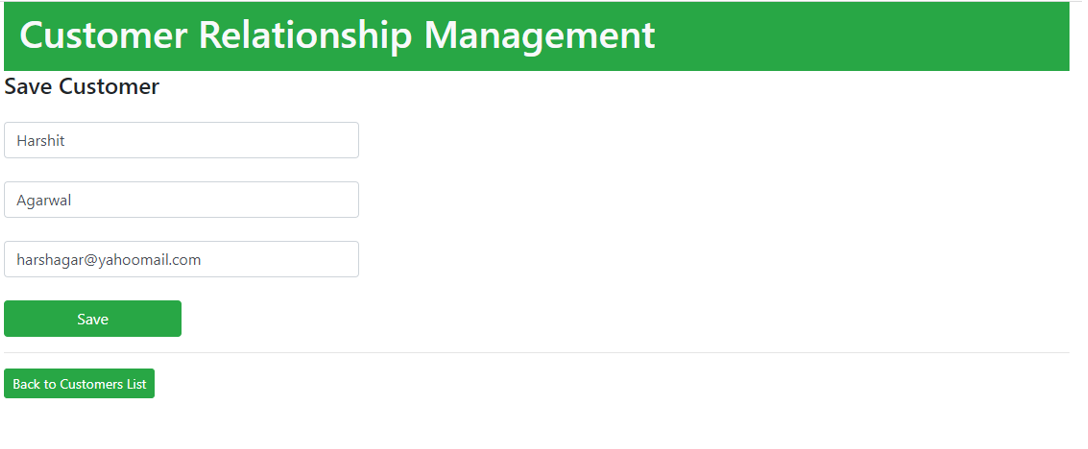 Customer Relationship Management
Save Customer
Harshit
Agarwal
harshagar@yahoomail.com
Save
Back to Customers List